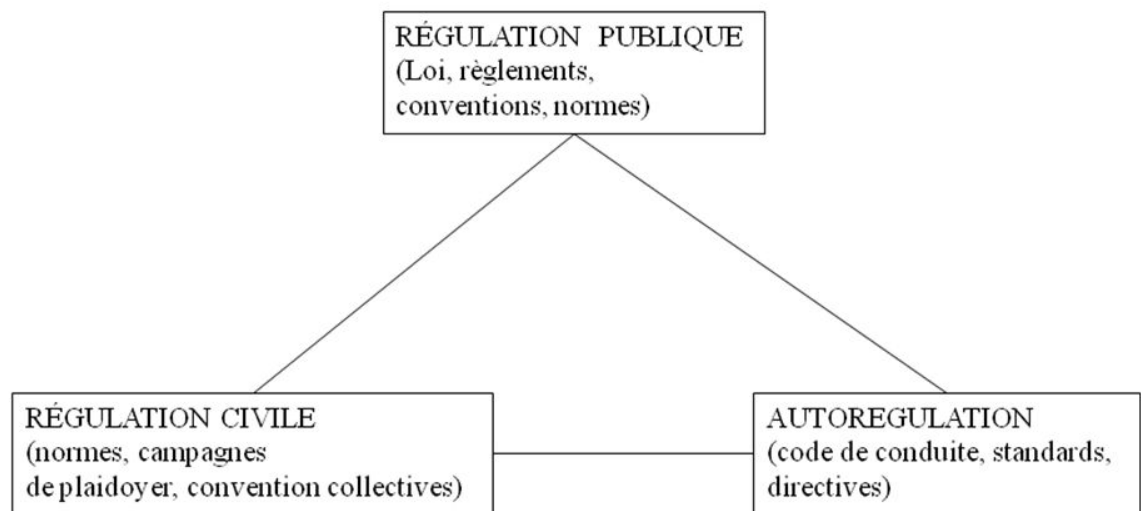 RÉGULATION PUBLIQUE
(Loi, règlements,
conventions, normes)
RÉGULATION CIVILE
(normes, campagnes
de plaidoyer, convention collectives)
AUTOREGULATION
(code de conduite, standards,
directives)